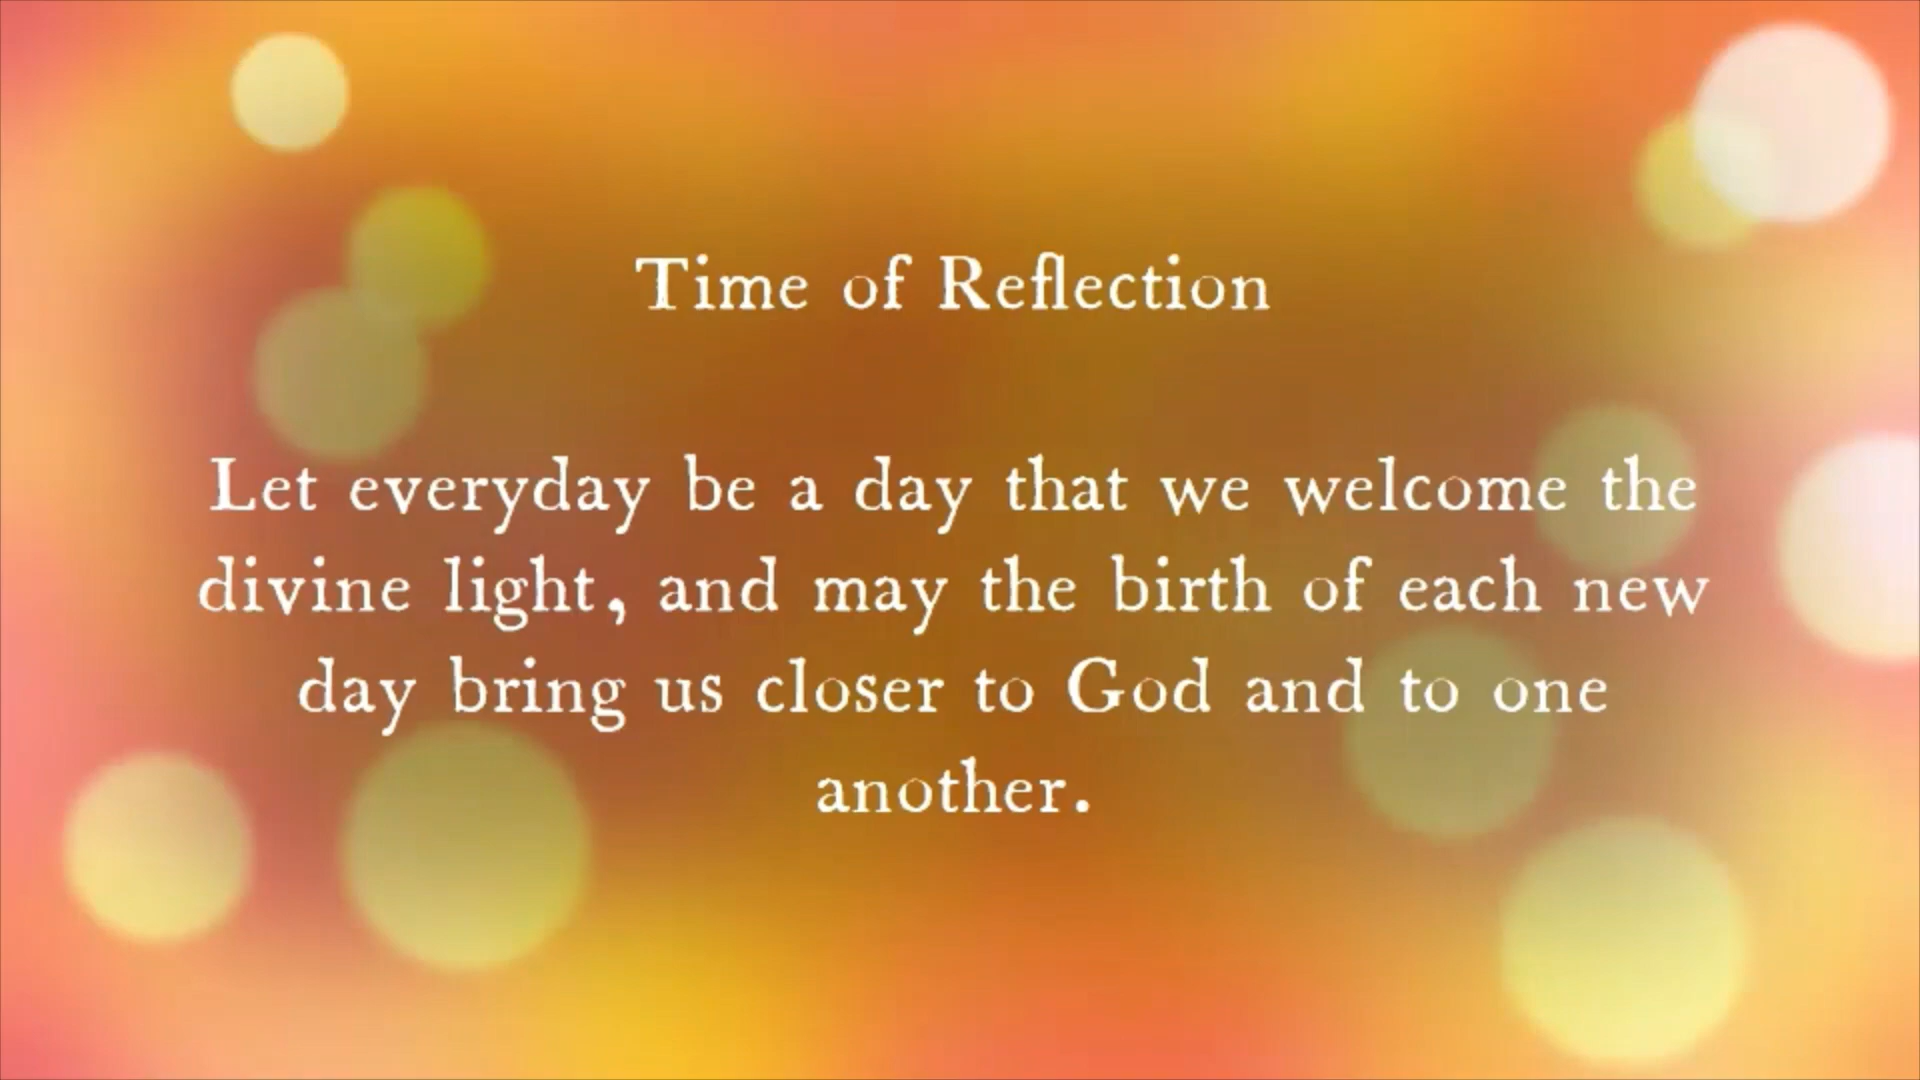 Time of Reflection
Let everyday be a day that we welcome the
divine light, and may the birth of each new
day bring us closer to God and to one
another.